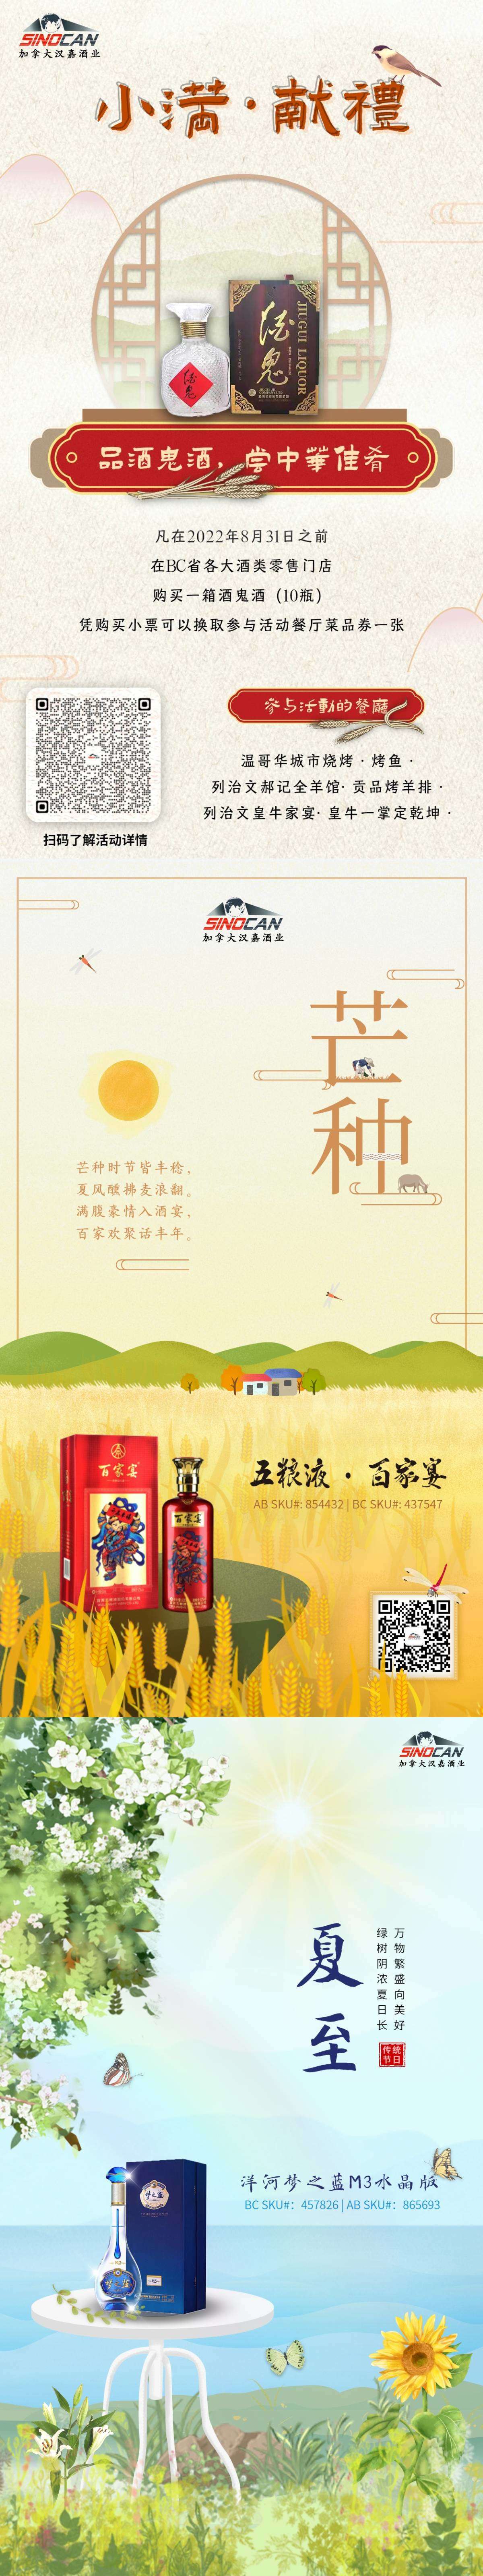 SINOCAN
加拿大汉嘉酒业
小满·献禮
酒鬼
酒鬼
JIUGUI LIQUOR
品酒鬼酒，尝中華佳肴
凡在2022年8月31日之前
在BC省各大酒类零售门店
购买一箱酒鬼酒（10瓶）
凭购买小票可以换取参与活动餐厅菜品券一张
参与活動的餐廳
温哥华城市烧烤 · 烤鱼 ·
列治文郝记全羊馆· 贡品烤羊排 ·
列治文皇牛家宴· 皇牛一掌定乾坤 ·
扫码了解活动详情
SINOCAN
加拿大汉嘉酒业
芒种
芒种时节皆丰稔，
夏风醺拂麦浪翻。
满腹豪情入酒宴，
百家欢聚话丰年。
百家宴
百家宴
五粮液 · 百家宴
AB SKU#: 854432 | BC SKU#: 437547
SINOCAN
加拿大汉嘉酒业
夏至
万物繁盛向美好
绿树阴浓夏日长
传统节日
梦之蓝
洋河梦之蓝M3水晶版
BC SKU#: 457826 | AB SKU#: 865693